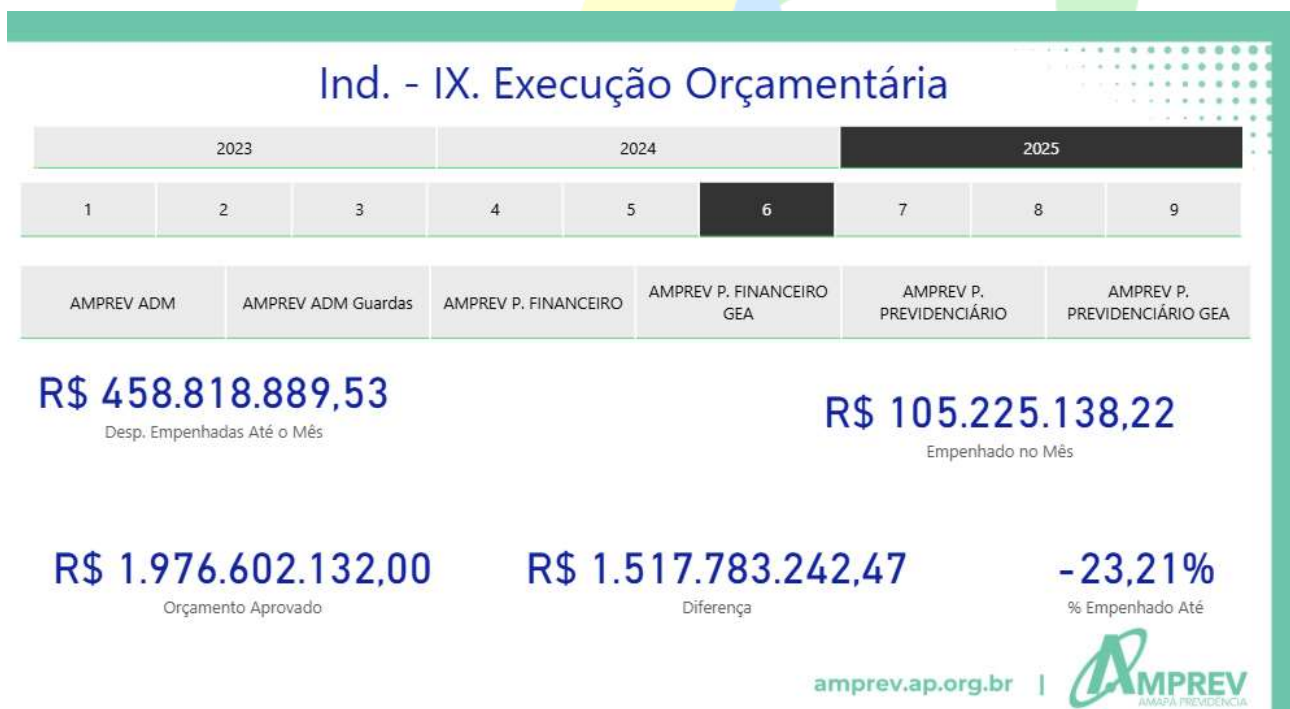 Ind. - IX. Execução Orçamentária
2023 2024 2025
1 2 3 4 5 6 7 8 9
AMPREV ADM
AMPREV ADM Guardas
AMPREV P. FINANCEIRO
AMPREV P. FINANCEIRO
GEA
AMPREV P.
PREVIDENCIÁRIO
AMPREV P.
PREVIDENCIÁRIO GEA
R$ 458.818.889,53
Desp. Empenhadas Até o Mês
R$ 105.225.138,22
Empenhado no Mês
R$ 1.976.602.132,00
Orçamento Aprovado
R$ 1.517.783.242,47
Diferença
-23,21%
% Empenhado Até
amprev.ap.org.br |
AMPREV
AMAPÁ PREVIDÊNCIA